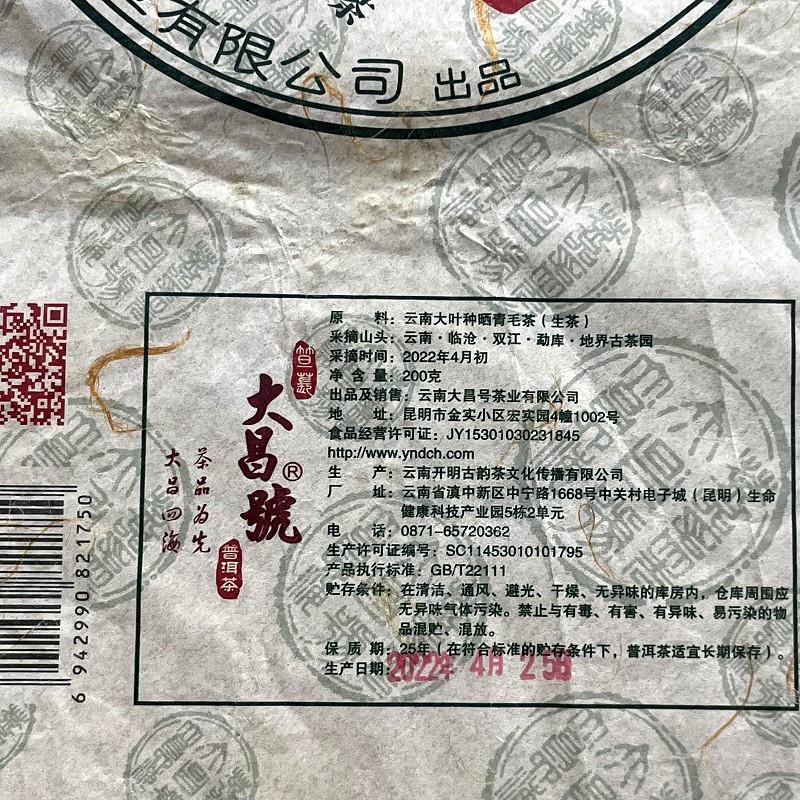 茶
有限公司 出品
原 料：云南大叶种晒青毛茶（生茶）
采摘山头：云南·临沧·双江·勐库·地界古茶园
采摘时间：2022年4月初
净 含 量：200克
出品及销售：云南大昌号茶业有限公司
地 址：昆明市金实小区宏实园4幢1002号
食品经营许可证：JY15301030231845
http://www.yndch.com
生 产：云南开明古韵茶文化传播有限公司
厂 址：云南省滇中新区中宁路1668号中关村电子城（昆明）生命
健康科技产业园5栋2单元
电 话：0871-65720362
生产许可证编号：SC11453010101795
产品执行标准：GB/T22111
贮存条件：在清洁、通风、避光、干燥、无异味的库房内，仓库周围应
无异味气体污染。禁止与有毒、有害、有异味、易污染的物
品混贮、混放。
保 质 期：25年（在符合标准的贮存条件下，普洱茶适宜长期保存）。
生产日期：2022年 4月 25日
大昌號®
普洱茶
茶品为先
大昌四海
6 942990 821750